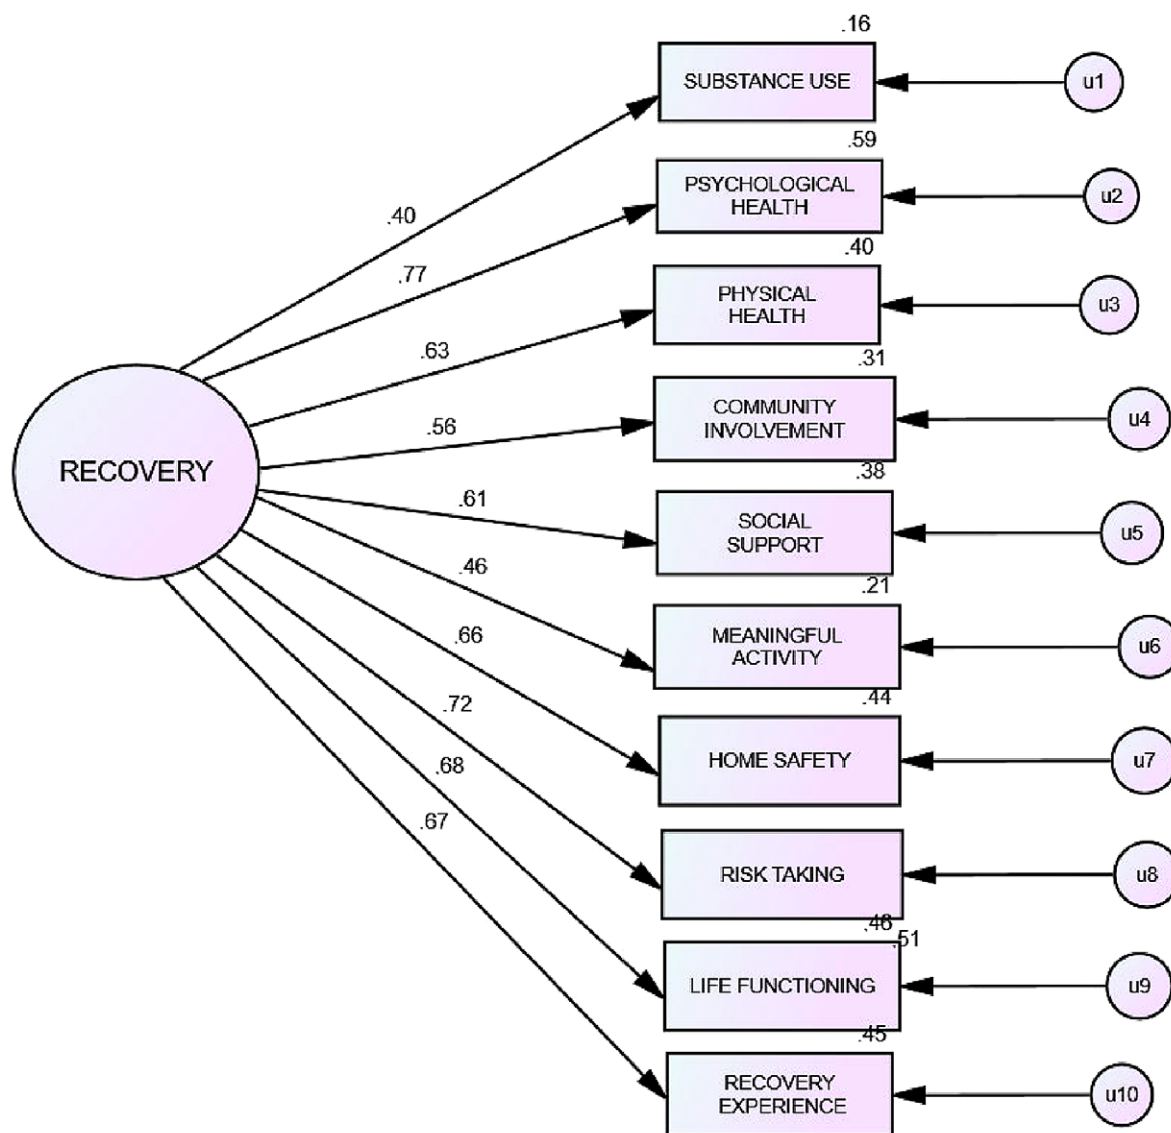 .16
SUBSTANCE USE
u1
.59
PSYCHOLOGICAL
HEALTH
u2
.40
.40
PHYSICAL
HEALTH
u3
.77
.63
.31
COMMUNITY
INVOLVEMENT
u4
.56
RECOVERY
.38
SOCIAL
SUPPORT
u5
.61
.46
.21
MEANINGFUL
ACTIVITY
u6
.66
.44
HOME SAFETY
u7
.72
.68
.67
RISK TAKING
u8
.46
.51
LIFE FUNCTIONING
u9
.45
RECOVERY
EXPERIENCE
u10